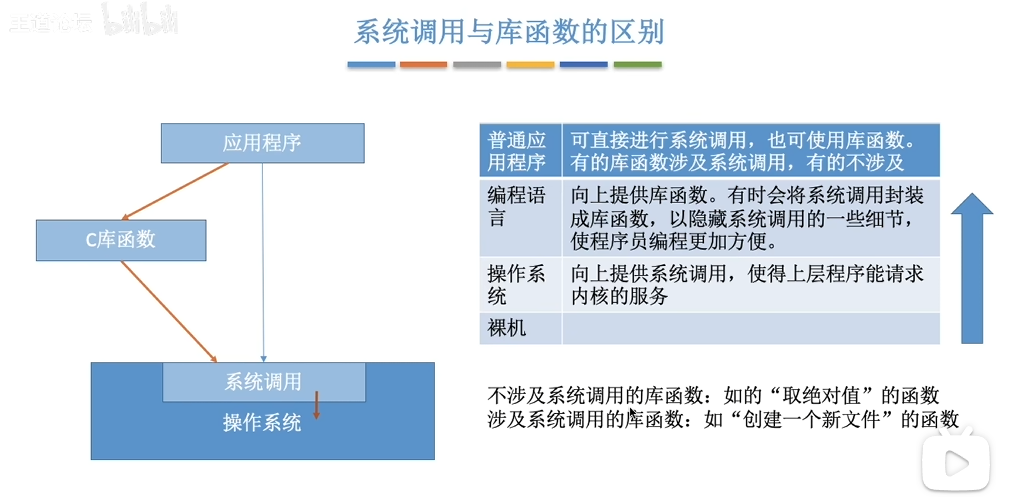 bilibili
系统调用与库函数的区别
应用程序
C库函数
系统调用
操作系统
普通应
用程序
可直接进行系统调用，也可使用库函数。
有的库函数涉及系统调用，有的不涉及
编程语
言
向上提供库函数。有时会将系统调用封装
成库函数，以隐藏系统调用的一些细节，
使程序员编程更加方便。
操作系
统
向上提供系统调用，使得上层程序能请求
内核的服务
裸机
不涉及系统调用的库函数：如的“取绝对值”的函数
涉及系统调用的库函数：如“创建一个新文件”的函数